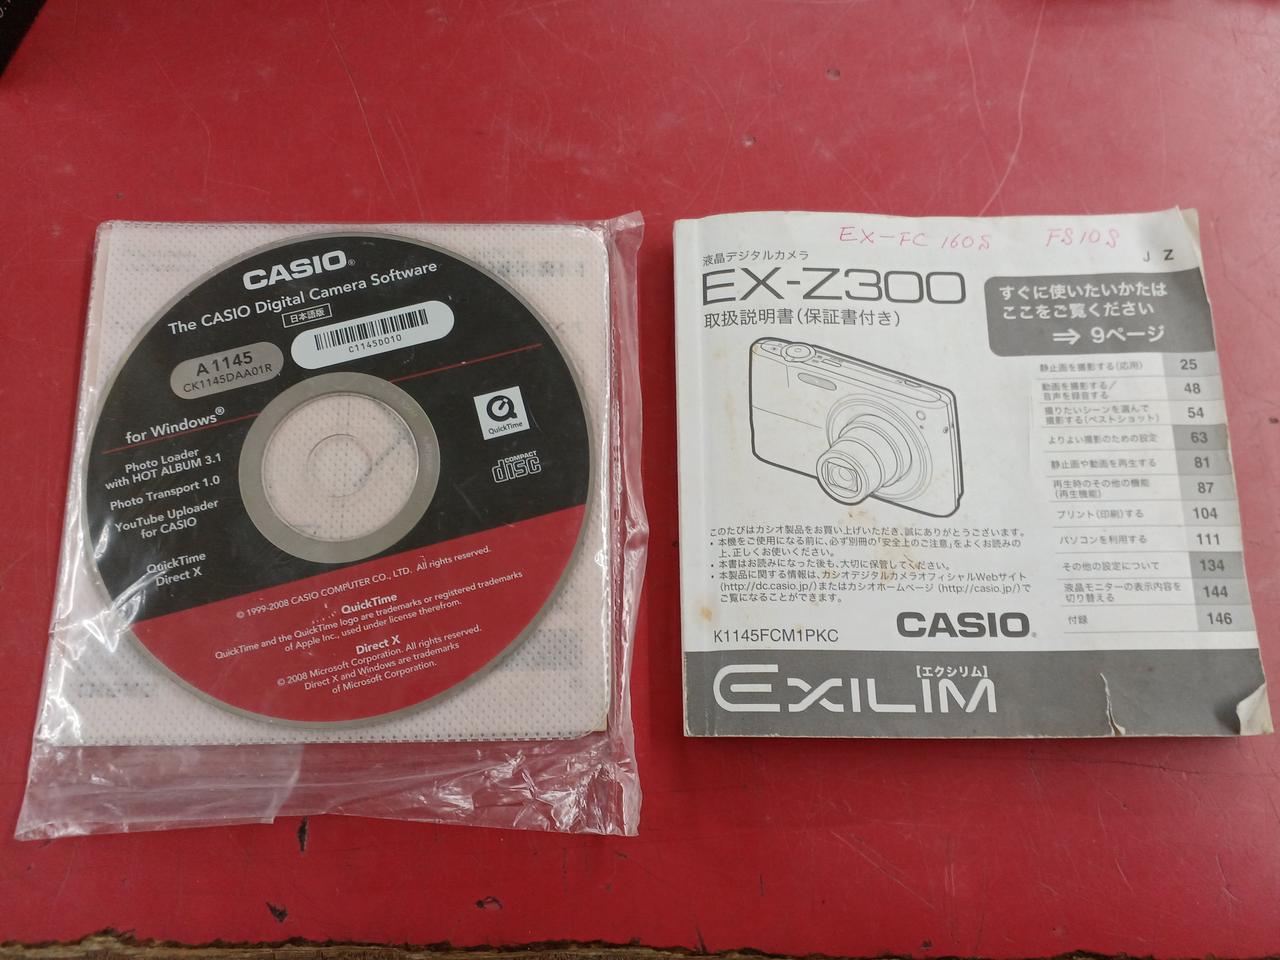 CASIO®
The CASIO Digital Camera Software
日本語版
C1145D010
A1145
CK1145DAA01R
for Windows®
Photo Loader
with HOT ALBUM 3.1
Photo Transport 1.0
YouTube Uploader
for CASIO
QuickTime
Direct X
QuickTime
COMPACT
disc
© 1999-2008 CASIO COMPUTER CO., LTD. All rights reserved.
QuickTime
QuickTime and the QuickTime logo are trademarks or registered trademarks
of Apple Inc., used under license therefrom.
Direct X
© 2008 Microsoft Corporation. All rights reserved.
Direct X and Windows are trademarks
of Microsoft Corporation.
EX-FC 160S FS10S
J Z
液晶デジタルカメラ
EX-Z300
取扱説明書(保証書付き)
すぐに使いたいかたは
ここをご覧ください
⇒ 9ページ
静止画を撮影する(応用) 25
動画を撮影する/
音声を録音する 48
撮りたいシーンを選んで
撮影する(ベストショット) 54
よりよい撮影のための設定 63
静止画や動画を再生する 81
再生時のその他の機能
(再生機能) 87
プリント(印刷)する 104
パソコンを利用する 111
その他の設定について 134
液晶モニターの表示内容を
切り替える 144
付録 146
このたびはカシオ製品をお買い上げいただき、誠にありがとうございます。
• 本機をご使用になる前に、必ず別冊の「安全上のご注意」をよくお読みの
上、正しくお使いください。
• 本書はお読みになった後も、大切に保管してください。
• 本製品に関する情報は、カシオデジタルカメラオフィシャルWebサイト
(http://dc.casio.jp/)またはカシオホームページ(http://casio.jp/)で
ご覧になることができます。
K1145FCM1PKC
CASIO®
EXILIM
【エクシリム】